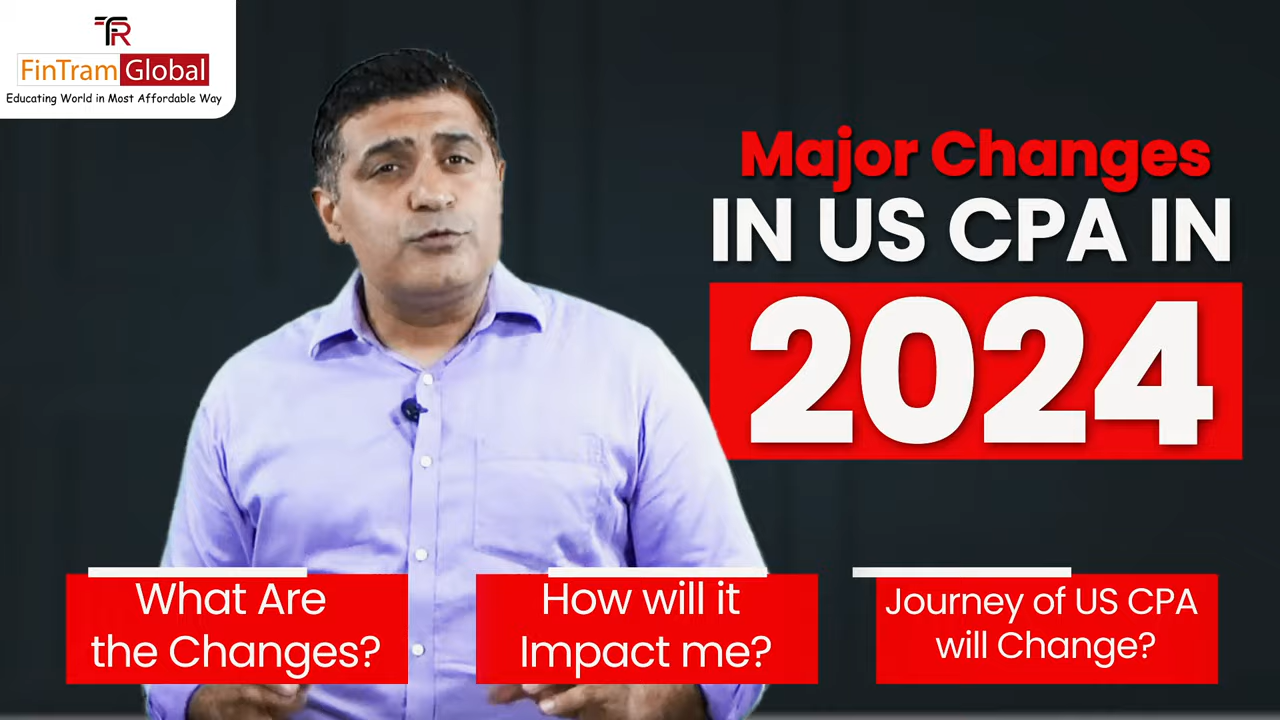 FinTram Global
Educating World in Most Affordable Way
Major Changes
IN US CPA IN
2024
What Are
the Changes?
How will it
Impact me?
Journey of US CPA
will Change?